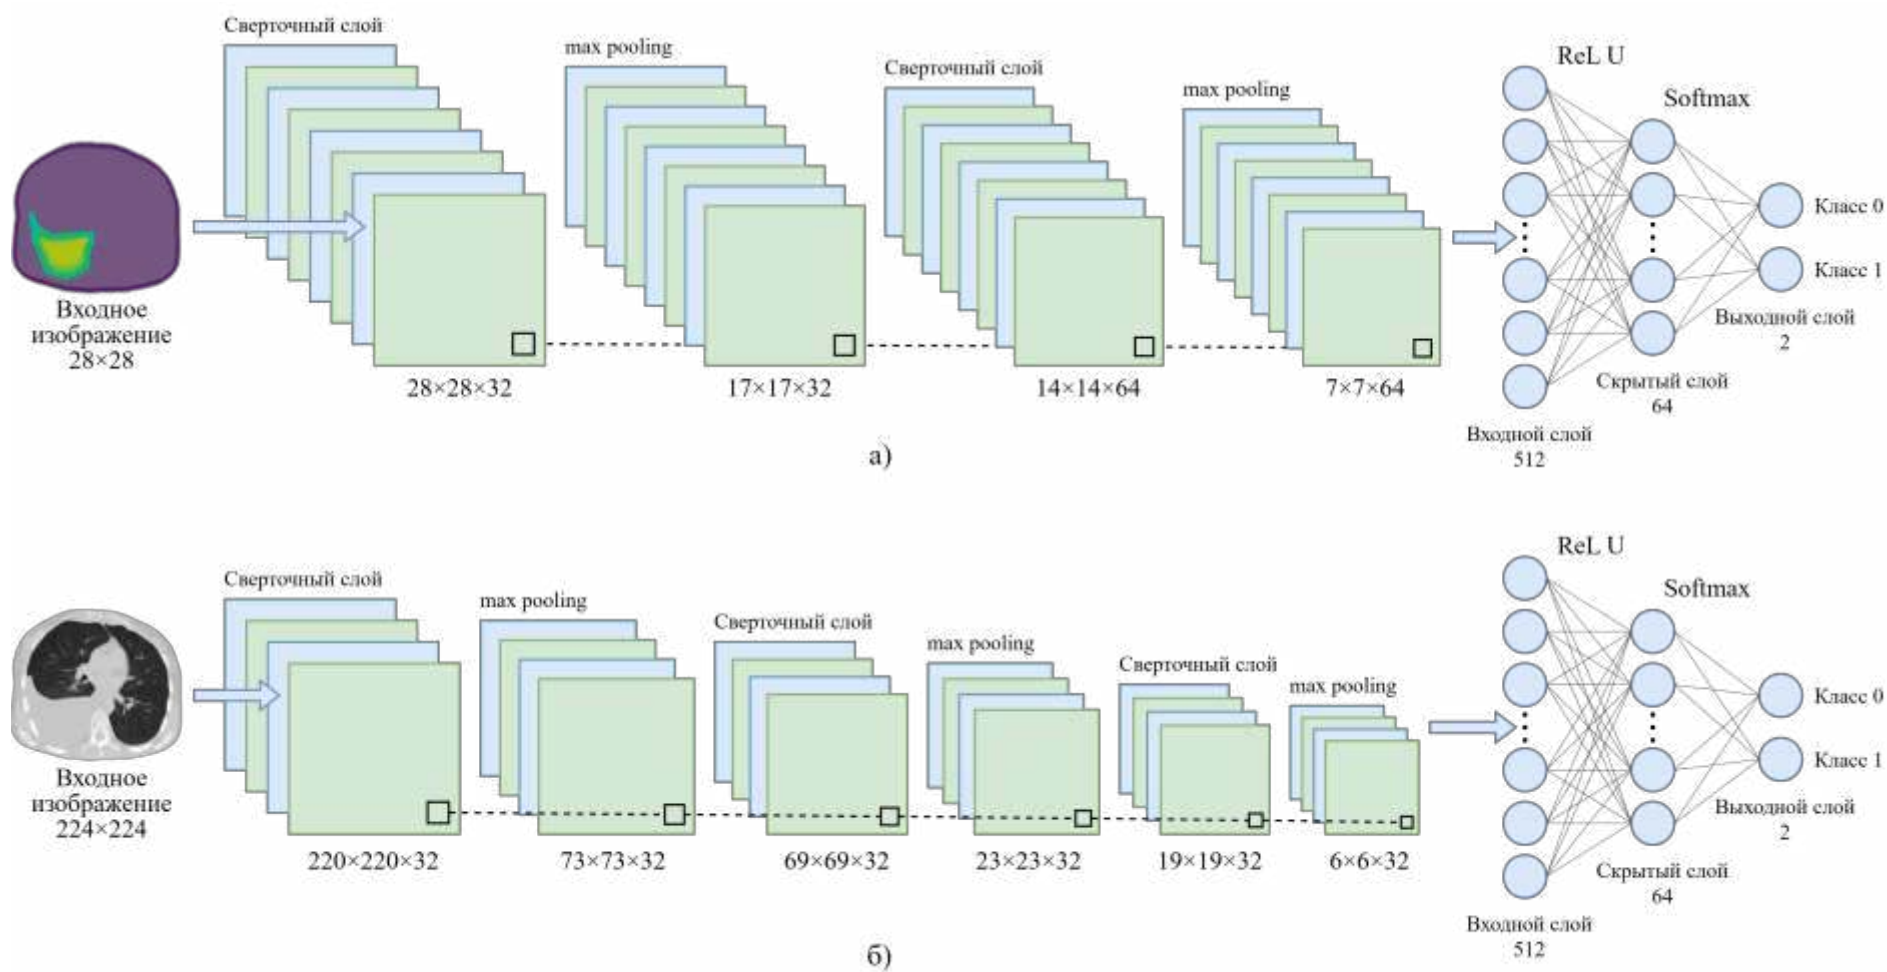 Сверточный слой
max pooling
Сверточный слой
max pooling
ReL U
Softmax
Входное
изображение
28×28
28×28×32
17×17×32
14×14×64
7×7×64
Класс 0
Класс 1
Выходной слой
2
Скрытый слой
64
Входной слой
512
а)
Сверточный слой
max pooling
Сверточный слой
max pooling
Сверточный слой
max pooling
ReL U
Softmax
Входное
изображение
224×224
220×220×32
73×73×32
69×69×32
23×23×32
19×19×32
6×6×32
Класс 0
Класс 1
Выходной слой
2
Скрытый слой
64
Входной слой
512
б)